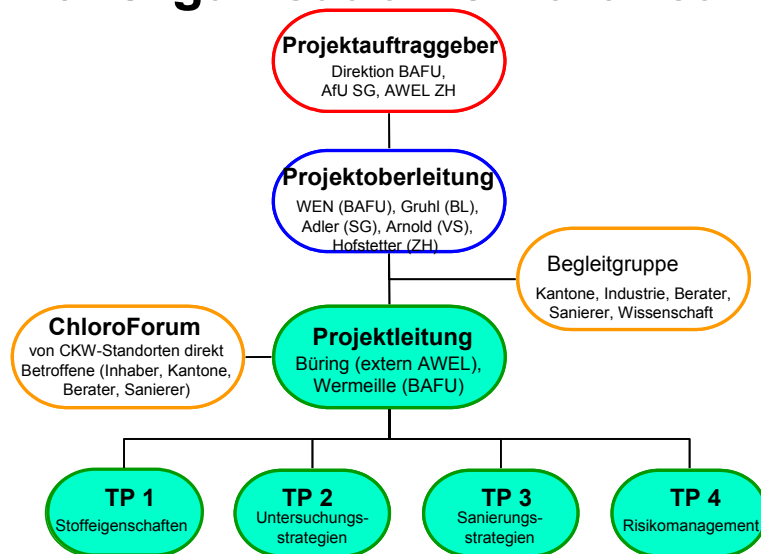 Projektauftraggeber
Direktion BAFU,
AfU SG, AWEL ZH
Projektoberleitung
WEN (BAFU), Gruhl (BL),
Adler (SG), Arnold (VS),
Hofstetter (ZH)
Begleitgruppe
Kantone, Industrie, Berater,
Sanierer, Wissenschaft
ChloroForum
von CKW-Standorten direkt
Betroffene (Inhaber, Kantone,
Berater, Sanierer)
Projektleitung
Büring (extern AWEL),
Wermeille (BAFU)
TP 1
Stoffeigenschaften
TP 2
Untersuchungs-
strategien
TP 3
Sanierungs-
strategien
TP 4
Risikomanagement